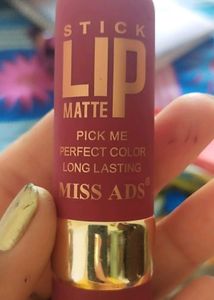 STICK
LIP
MATTE
PICK ME
PERFECT COLOR
LONG LASTING
MISS ADS®